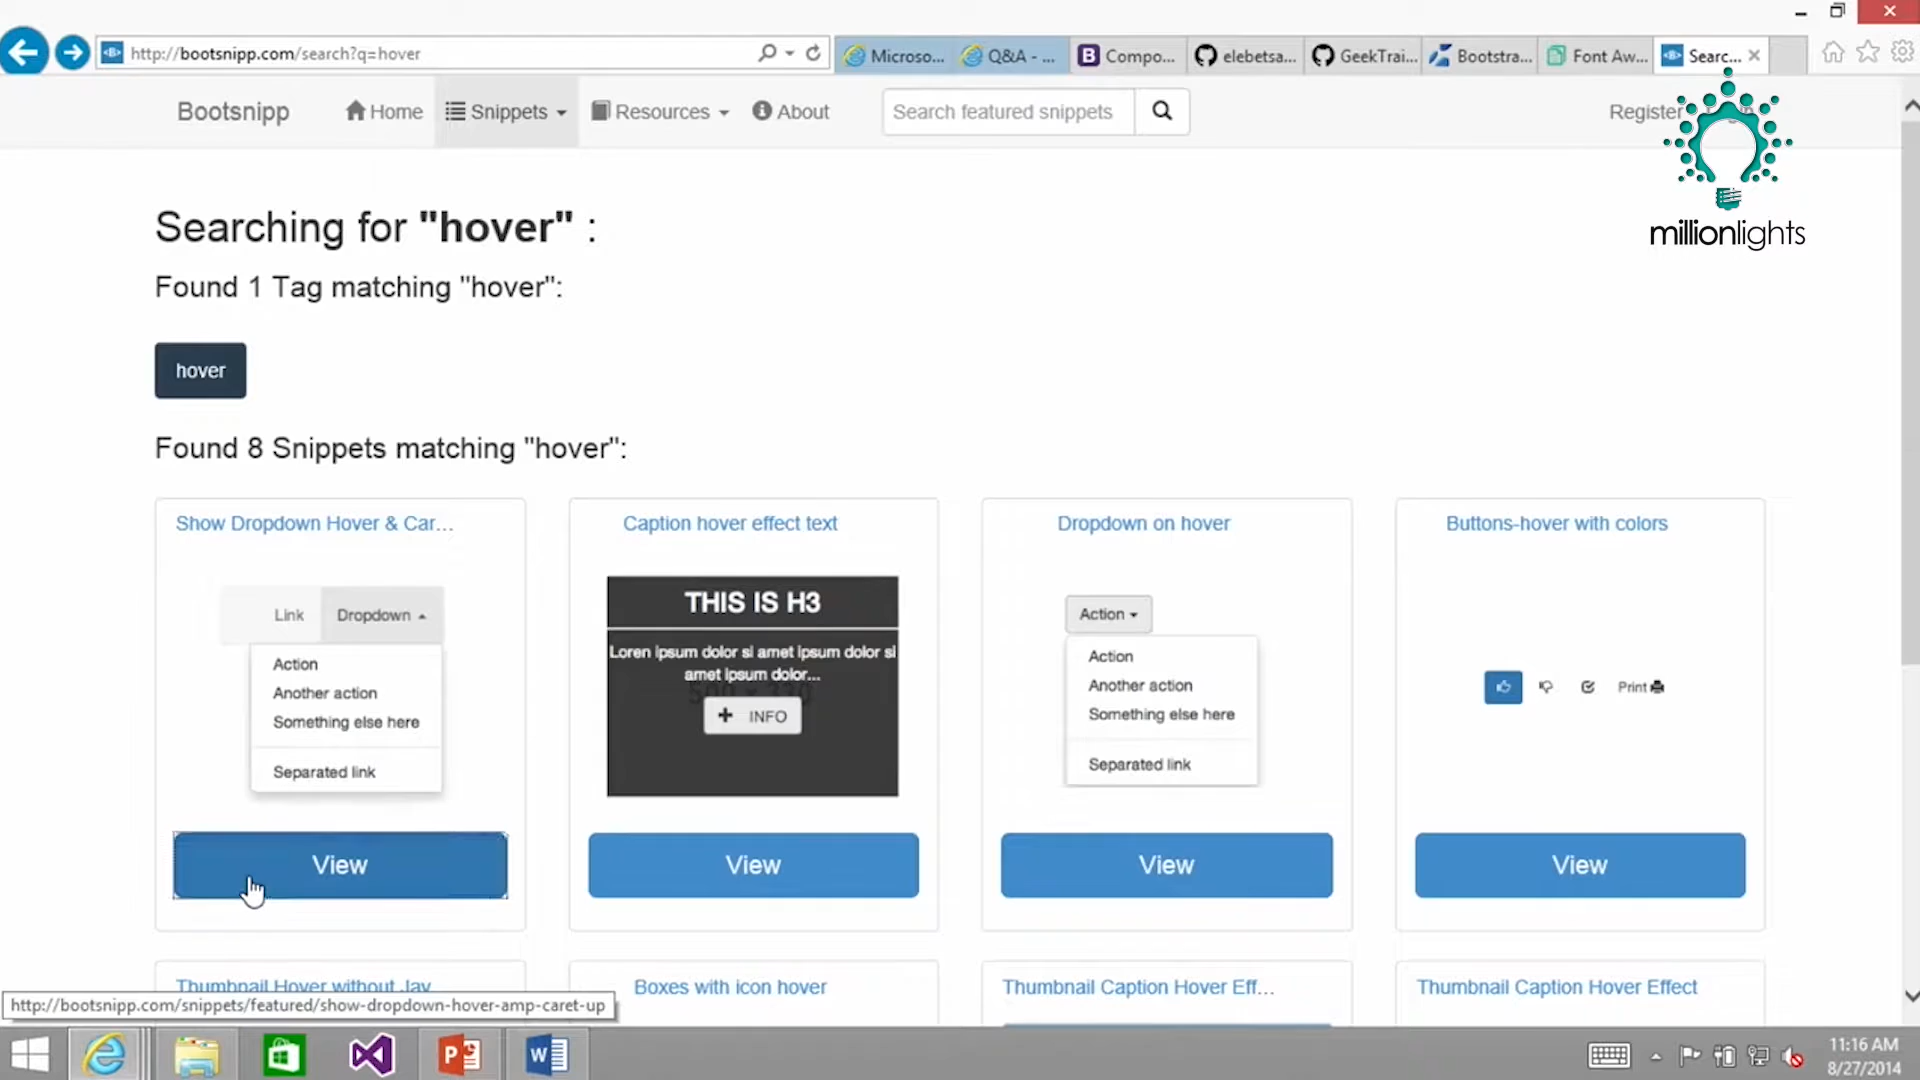 http://bootsnipp.com/search?q=hover
Microso...
Q&A - ...
Compo...
elebetsa...
GeekTrai...
Bootstra...
Font Aw...
Searc...
Bootsnipp
Home
Snippets
Resources
About
Search featured snippets
Register
millionlights
Searching for "hover" :
Found 1 Tag matching "hover":
hover
Found 8 Snippets matching "hover":
Show Dropdown Hover & Car...
Caption hover effect text
Dropdown on hover
Buttons-hover with colors
Link
Dropdown
Action
Another action
Something else here
Separated link
THIS IS H3
Loren ipsum dolor si amet ipsum dolor si
amet ipsum dolor...
INFO
Action
Action
Another action
Something else here
Separated link
Print
View
View
View
View
Thumbnail Hover without Jav
Boxes with icon hover
Thumbnail Caption Hover Eff...
Thumbnail Caption Hover Effect
http://bootsnipp.com/snippets/featured/show-dropdown-hover-amp-caret-up
11:16 AM
8/27/2014